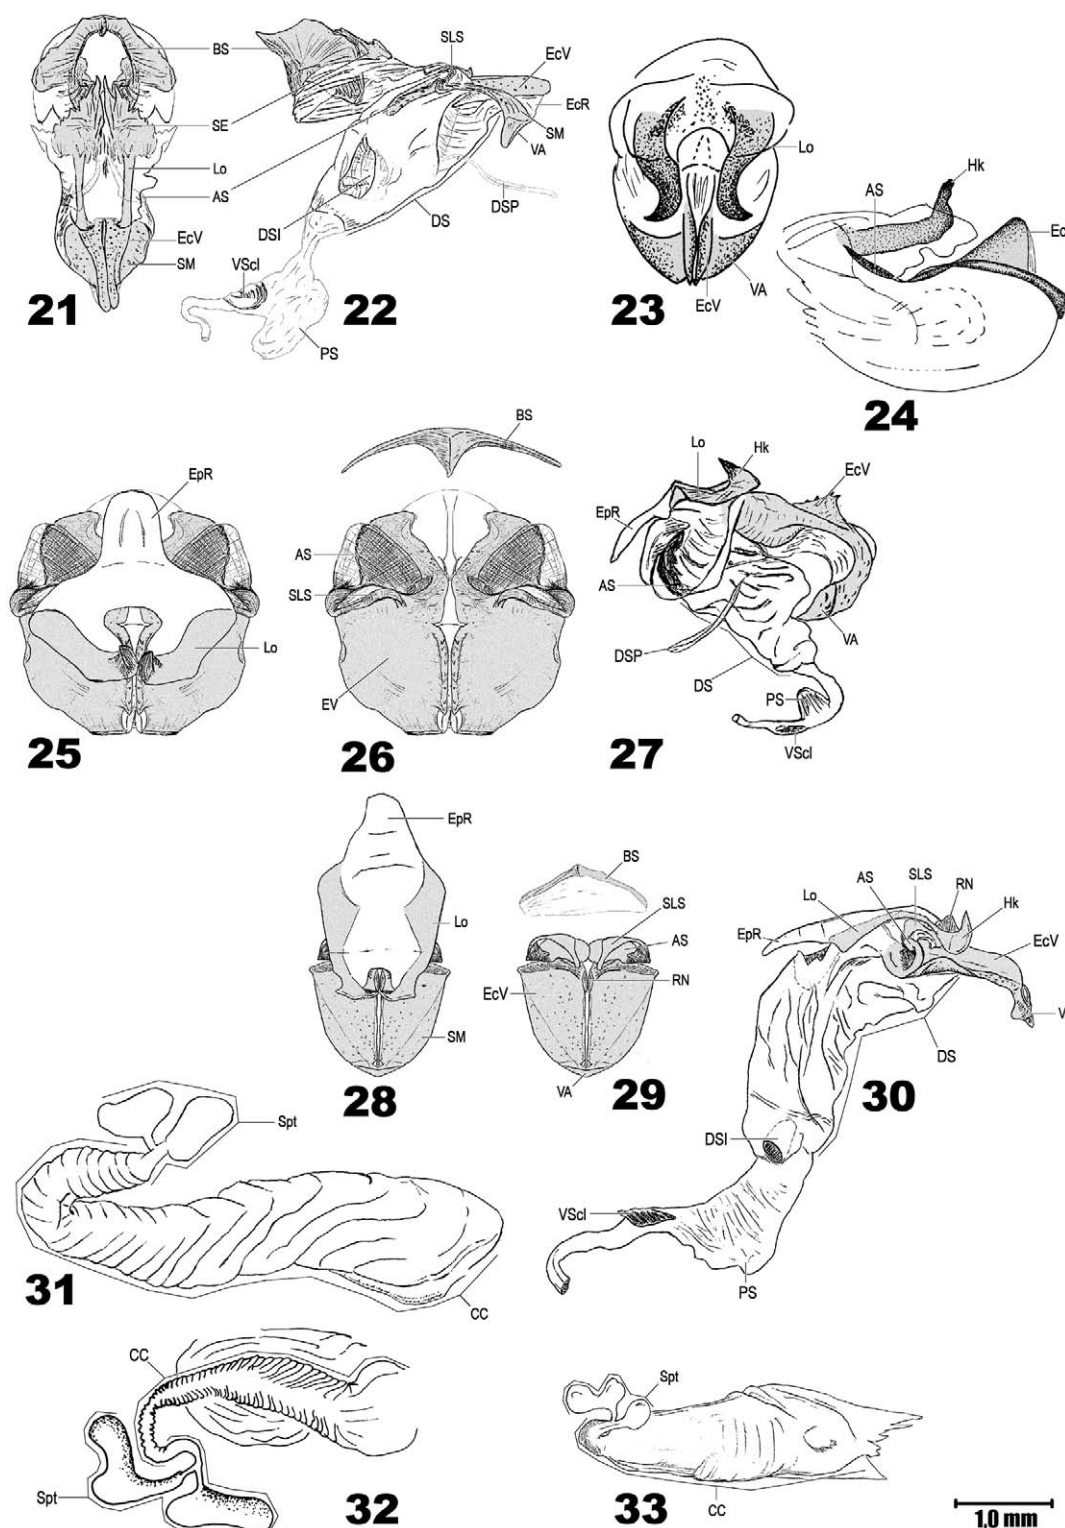 BS
SE
Lo
AS
EcV
SM
21
SLS
EcV
EcR
SM
VA
DSP
DS
DSI
VScl
PS
22
Lo
VA
EcV
23
AS
Hk
Ec
24
EpR
Lo
25
BS
AS
SLS
EV
26
Lo
Hk
EcV
EpR
AS
VA
DSP
DS
PS
VScl
27
EpR
Lo
SM
28
BS
SLS
AS
EcV
RN
VA
29
AS
SLS
RN
Lo
Hk
EpR
EcV
V
DS
DSI
VScl
PS
30
Spt
CC
31
CC
Spt
32
Spt
CC
33
1.0 mm